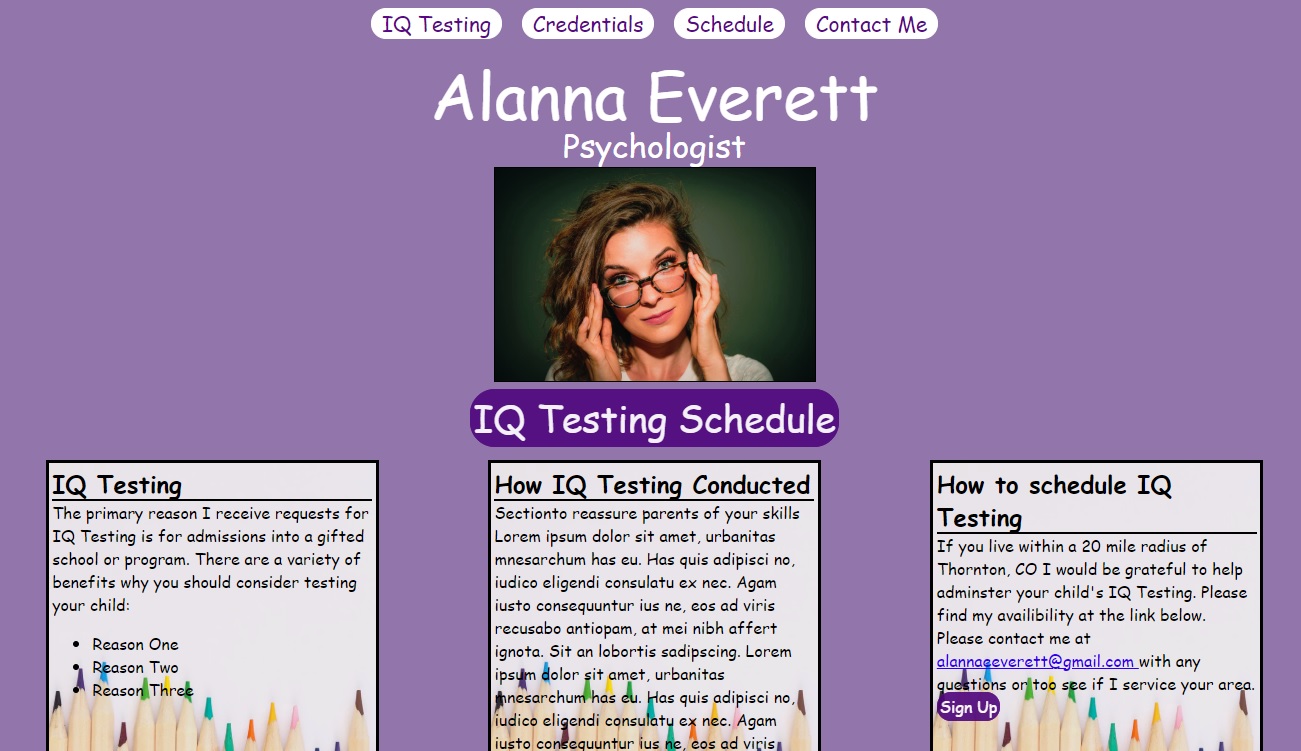 IQ Testing Credentials Schedule Contact Me
Alanna Everett
Psychologist
IQ Testing Schedule
IQ Testing
The primary reason I receive requests for
IQ Testing is for admissions into a gifted
school or program. There are a variety of
benefits why you should consider testing
your child:
Reason One
Reason Two
Reason Three
How IQ Testing Conducted
Sectionto reassure parents of your skills
Lorem ipsum dolor sit amet, urbanitas
mnesarchum has eu. Has quis adipisci no,
iudico eligendi consulatu ex nec. Agam
iusto consequuntur ius ne, eos ad viris
recusabo antiopam, at mei nibh affert
ignota. Sit an lobortis sadipscing. Lorem
ipsum dolor sit amet, urbanitas
mnesarchum has eu. Has quis adipisci no,
iudico eligendi consulatu ex nec. Agam
iusto consequuntur ius ne, eos ad viris
How to schedule IQ
Testing
If you live within a 20 mile radius of
Thornton, CO I would be grateful to help
adminster your child's IQ Testing. Please
find my availibility at the link below.
Please contact me at
alannaeeverett@gmail.com with any
questions or too see if I service your area.
Sign Up